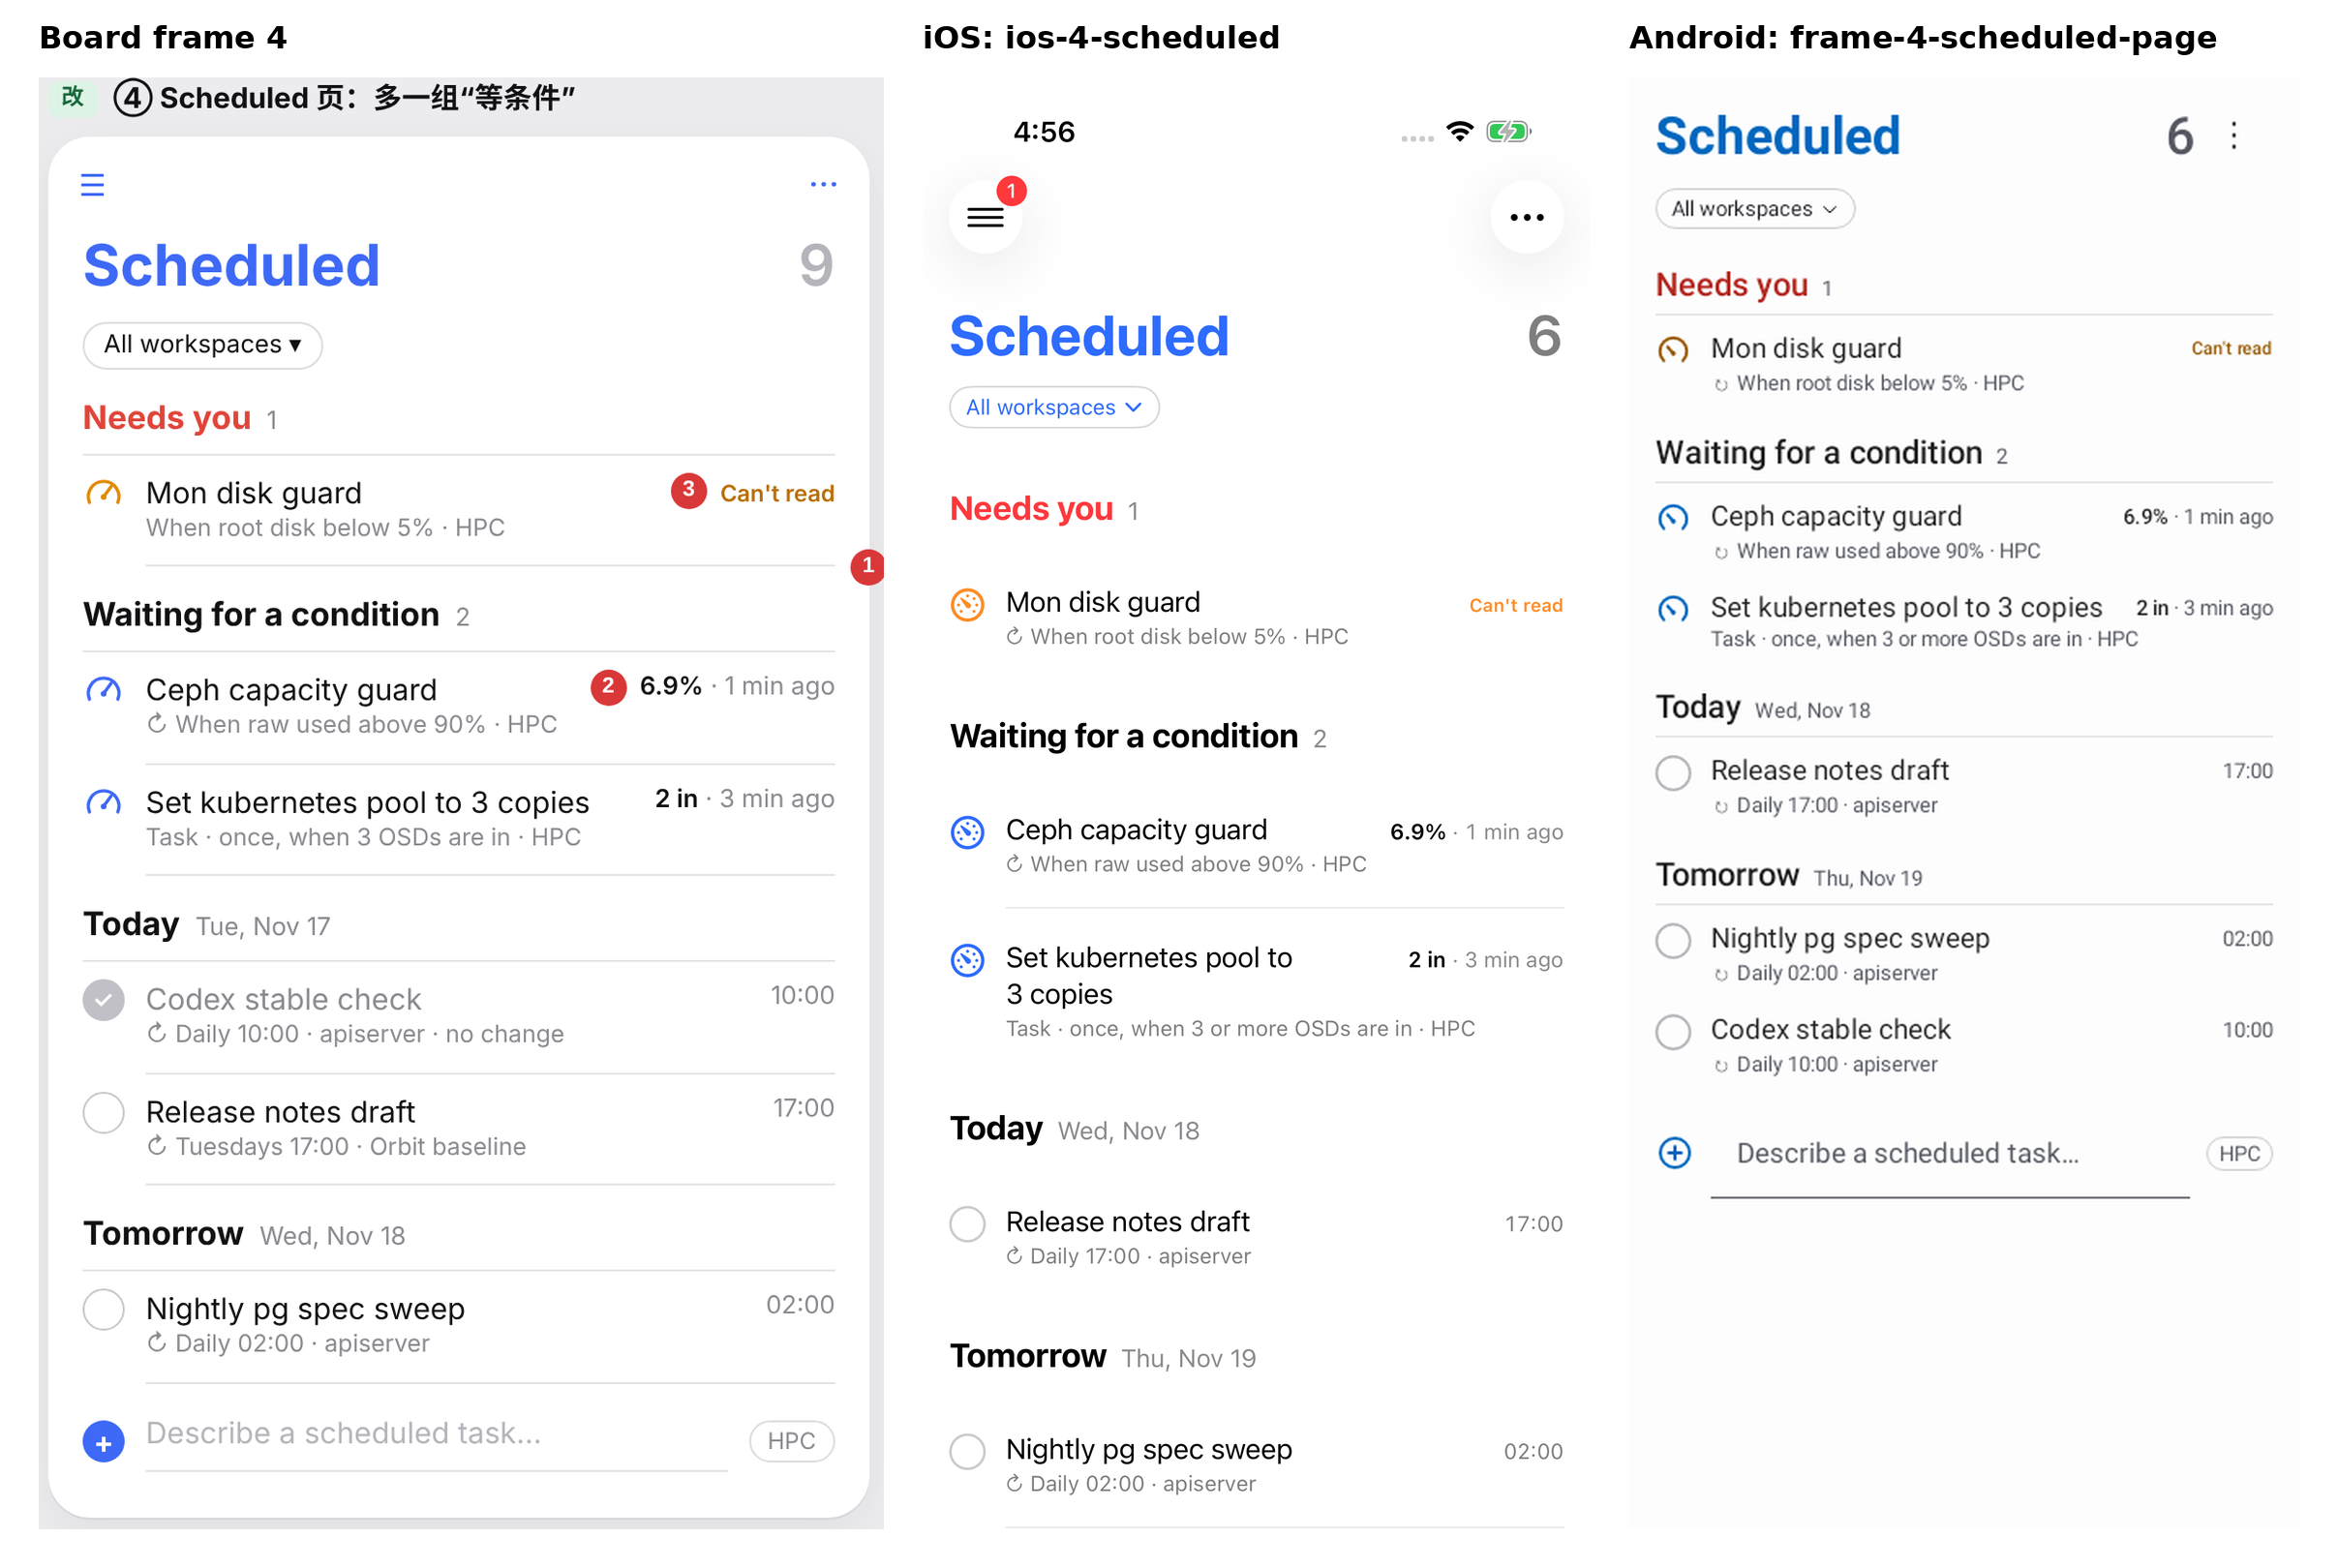 Board frame 4
改 ④ Scheduled 页：多一组“等条件”
Scheduled 9
All workspaces ▾
Needs you 1
Mon disk guard 3 Can't read
When root disk below 5% · HPC
1
Waiting for a condition 2
Ceph capacity guard 2 6.9% · 1 min ago
When raw used above 90% · HPC
Set kubernetes pool to 3 copies 2 in · 3 min ago
Task · once, when 3 OSDs are in · HPC
Today Tue, Nov 17
Codex stable check 10:00
Daily 10:00 · apiserver · no change
Release notes draft 17:00
Tuesdays 17:00 · Orbit baseline
Tomorrow Wed, Nov 18
Nightly pg spec sweep 02:00
Daily 02:00 · apiserver
Describe a scheduled task... HPC
iOS: ios-4-scheduled
4:56
1
Scheduled 6
All workspaces
Needs you 1
Mon disk guard Can't read
When root disk below 5% · HPC
Waiting for a condition 2
Ceph capacity guard 6.9% · 1 min ago
When raw used above 90% · HPC
Set kubernetes pool to 2 in · 3 min ago
3 copies
Task · once, when 3 or more OSDs are in · HPC
Today Wed, Nov 18
Release notes draft 17:00
Daily 17:00 · apiserver
Tomorrow Thu, Nov 19
Nightly pg spec sweep 02:00
Daily 02:00 · apiserver
Android: frame-4-scheduled-page
Scheduled 6
All workspaces
Needs you 1
Mon disk guard Can't read
When root disk below 5% · HPC
Waiting for a condition 2
Ceph capacity guard 6.9% · 1 min ago
When raw used above 90% · HPC
Set kubernetes pool to 3 copies 2 in · 3 min ago
Task · once, when 3 or more OSDs are in · HPC
Today Wed, Nov 18
Release notes draft 17:00
Daily 17:00 · apiserver
Tomorrow Thu, Nov 19
Nightly pg spec sweep 02:00
Daily 02:00 · apiserver
Codex stable check 10:00
Daily 10:00 · apiserver
Describe a scheduled task... HPC